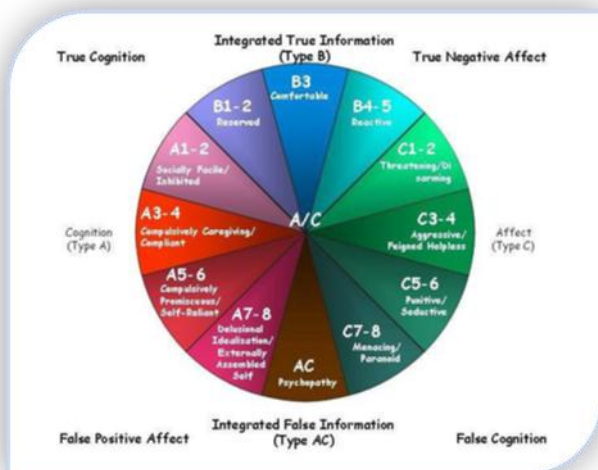 Integrated True Information
(Type B)
True Cognition
True Negative Affect
B3
Comfortable
B1-2
Reserved
B4-5
Reactive
A1-2
Socially Facile/
Inhibited
C1-2
Threatening/Di
sarming
A3-4
Compulsively Caregiving/
Compliant
A/C
C3-4
Aggressive/
Feigned Helpless
Cognition
(Type A)
Affect
(Type C)
A5-6
Compulsively
Promiscuous/
Self-Reliant
C5-6
Punitive/
Seductive
A7-8
Delusional
Idealization/
Externally
Assembled
Self
C7-8
Menacing/
Paranoid
AC
Psychopathy
Integrated False Information
(Type AC)
False Positive Affect
False Cognition